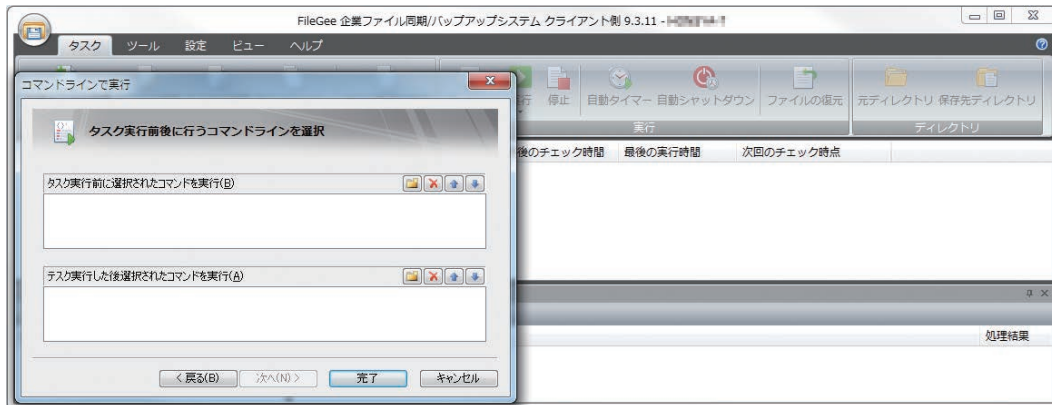 FileGee 企業ファイル同期/バップアップシステム クライアント側 9.3.11 -
タスク ツール 設定 ビュー ヘルプ
停止 自動タイマー 自動シャットダウン ファイルの復元 元ディレクトリ 保存先ディレクトリ
実行 ディレクトリ
後のチェック時間 最後の実行時間 次回のチェック時点
コマンドラインで実行
タスク実行前後に行うコマンドラインを選択
タスク実行前に選択されたコマンドを実行(B)
テスク実行した後選択されたコマンドを実行(A)
処理結果
< 戻る(B) 次へ(N) > 完了 キャンセル